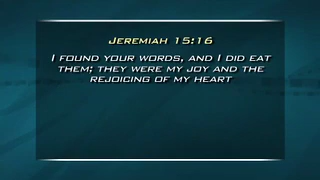 Jeremiah 15:16
I found your words, and I did eat
them; they were my joy and the
rejoicing of my heart